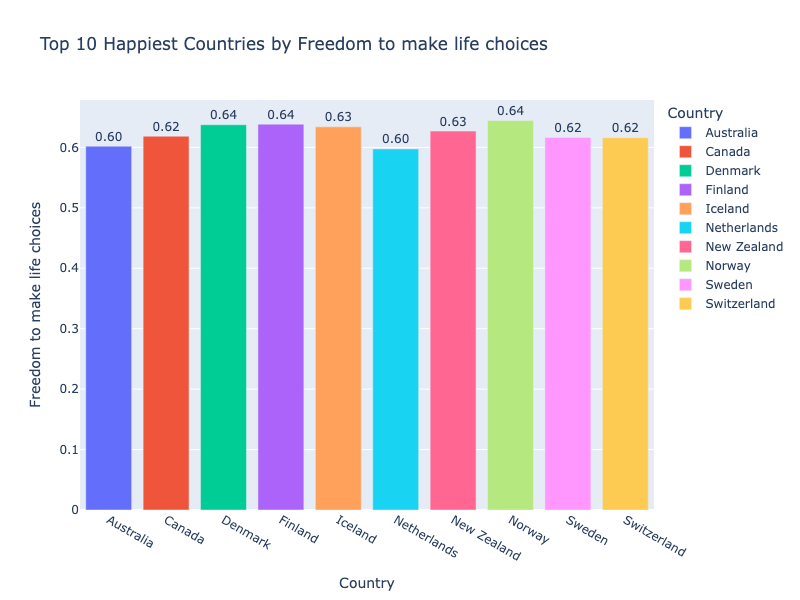 Top 10 Happiest Countries by Freedom to make life choices
0.60
0.62
0.64
0.64
0.63
0.60
0.63
0.64
0.62
0.62
Country
Australia
Canada
Denmark
Finland
Iceland
Netherlands
New Zealand
Norway
Sweden
Switzerland
Freedom to make life choices
0.6
0.5
0.4
0.3
0.2
0.1
0
Australia
Canada
Denmark
Finland
Iceland
Netherlands
New Zealand
Norway
Sweden
Switzerland
Country